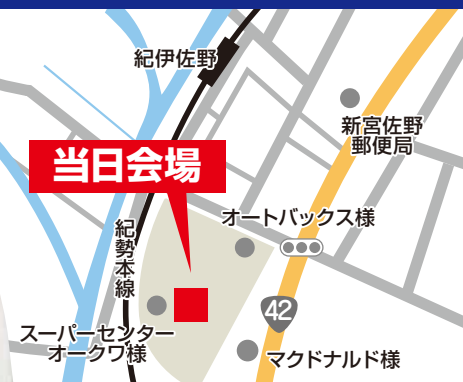 紀伊佐野
新宮佐野
郵便局
当日会場
オートバックス様
紀勢本線
42
スーパーセンター
オークワ様
マクドナルド様